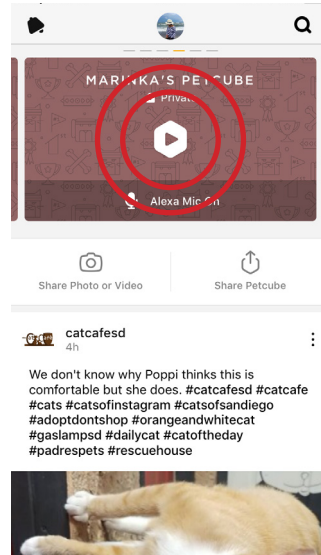 MARINKA'S PETCUBE
Private
Alexa Mic On
Share Photo or Video
Share Petcube
catcafesd
4h
We don't know why Poppi thinks this is
comfortable but she does. #catcafesd #catcafe
#cats #catsofinstagram #catsofsandiego
#adoptdontshop #orangeandwhitecat
#gaslampsd #dailycat #catoftheday
#padrespets #rescuehouse